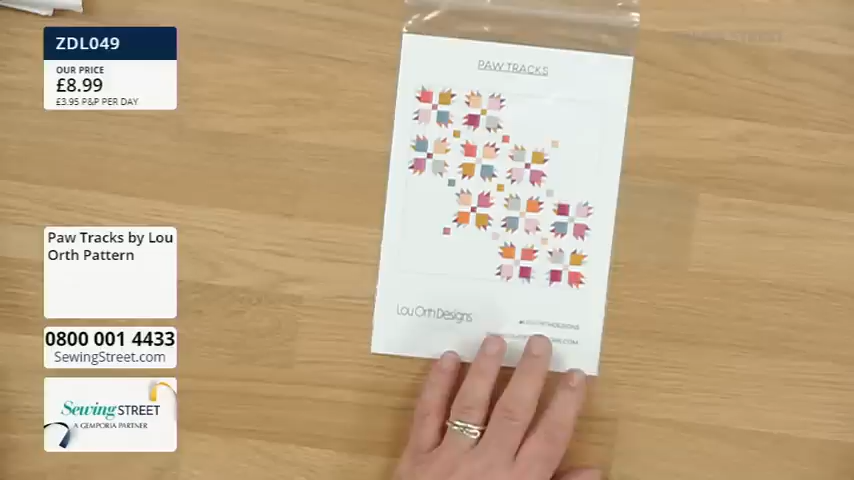 ZDL049
OUR PRICE
£8.99
£3.95 P&P PER DAY
Paw Tracks by Lou
Orth Pattern
0800 001 4433
SewingStreet.com
Sewing STREET
A GEMPORIA PARTNER
PAW TRACKS
Lou Orth Designs